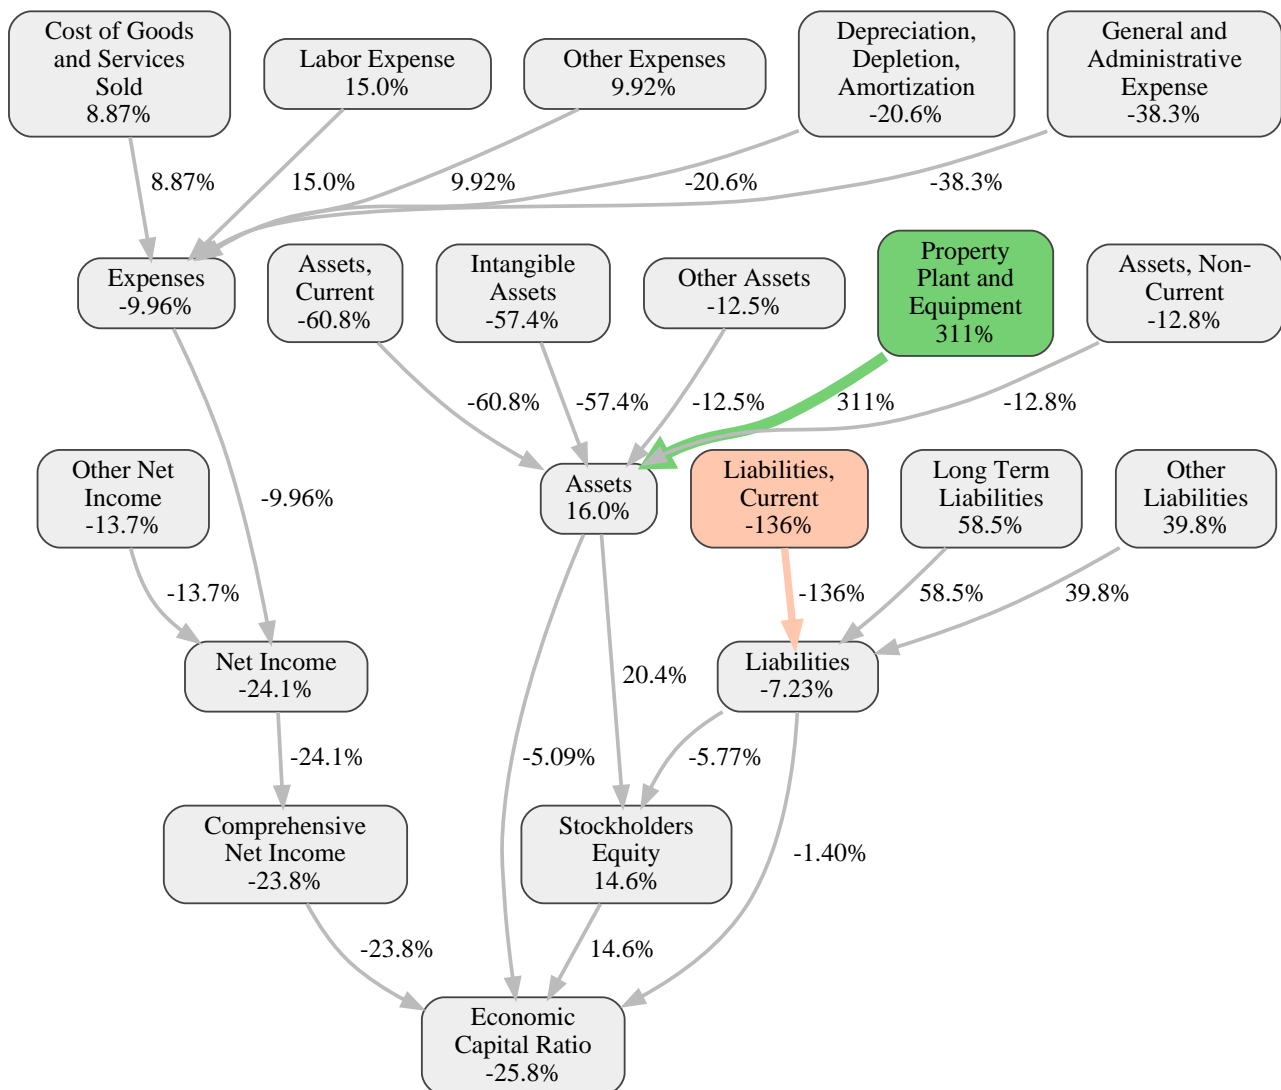 Cost of Goods
and Services
Sold
8.87%
Labor Expense
15.0%
Other Expenses
9.92%
Depreciation,
Depletion,
Amortization
-20.6%
General and
Administrative
Expense
-38.3%
8.87%
15.0%
9.92%
-20.6%
-38.3%
Expenses
-9.96%
Assets,
Current
-60.8%
Intangible
Assets
-57.4%
Other Assets
-12.5%
Property
Plant and
Equipment
311%
Assets, Non-
Current
-12.8%
-60.8%
-57.4%
-12.5%
311%
-12.8%
Other Net
Income
-13.7%
-9.96%
Assets
16.0%
Liabilities,
Current
-136%
Long Term
Liabilities
58.5%
Other
Liabilities
39.8%
-13.7%
-136%
58.5%
39.8%
Net Income
-24.1%
20.4%
Liabilities
-7.23%
-24.1%
-5.09%
-5.77%
Comprehensive
Net Income
-23.8%
Stockholders
Equity
14.6%
-1.40%
-23.8%
14.6%
Economic
Capital Ratio
-25.8%